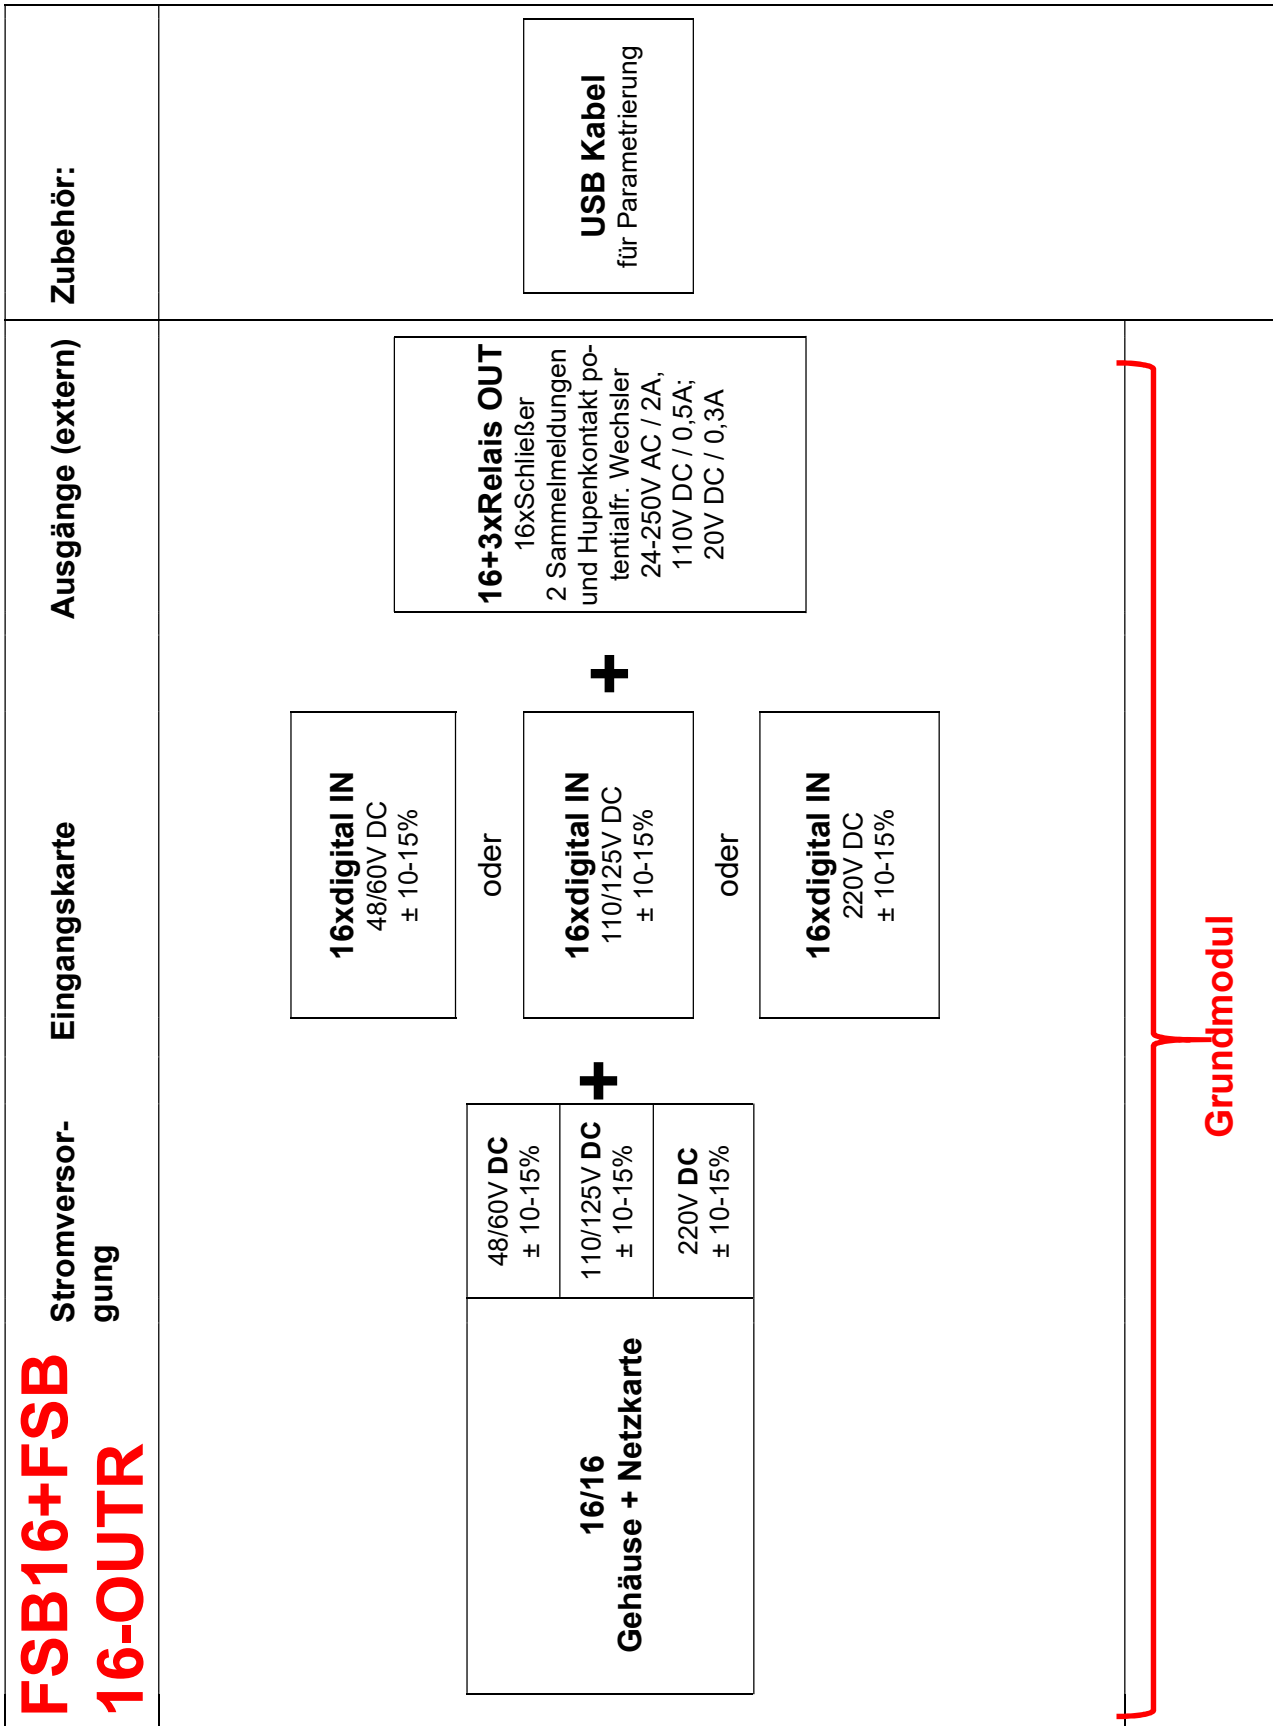 FSB16+FSB
16-OUTR
Stromversor-
gung
Eingangskarte
Ausgänge (extern)
Zubehör:
16/16
Gehäuse + Netzkarte
48/60V DC
± 10-15%
110/125V DC
± 10-15%
220V DC
± 10-15%
+
16xdigital IN
48/60V DC
± 10-15%
oder
16xdigital IN
110/125V DC
± 10-15%
oder
16xdigital IN
220V DC
± 10-15%
+
16+3xRelais OUT
16xSchließer
2 Sammelmeldungen
und Hupenkontakt po-
tentialfr. Wechsler
24-250V AC / 2A,
110V DC / 0,5A;
20V DC / 0,3A
USB Kabel
für Parametrierung
Grundmodul